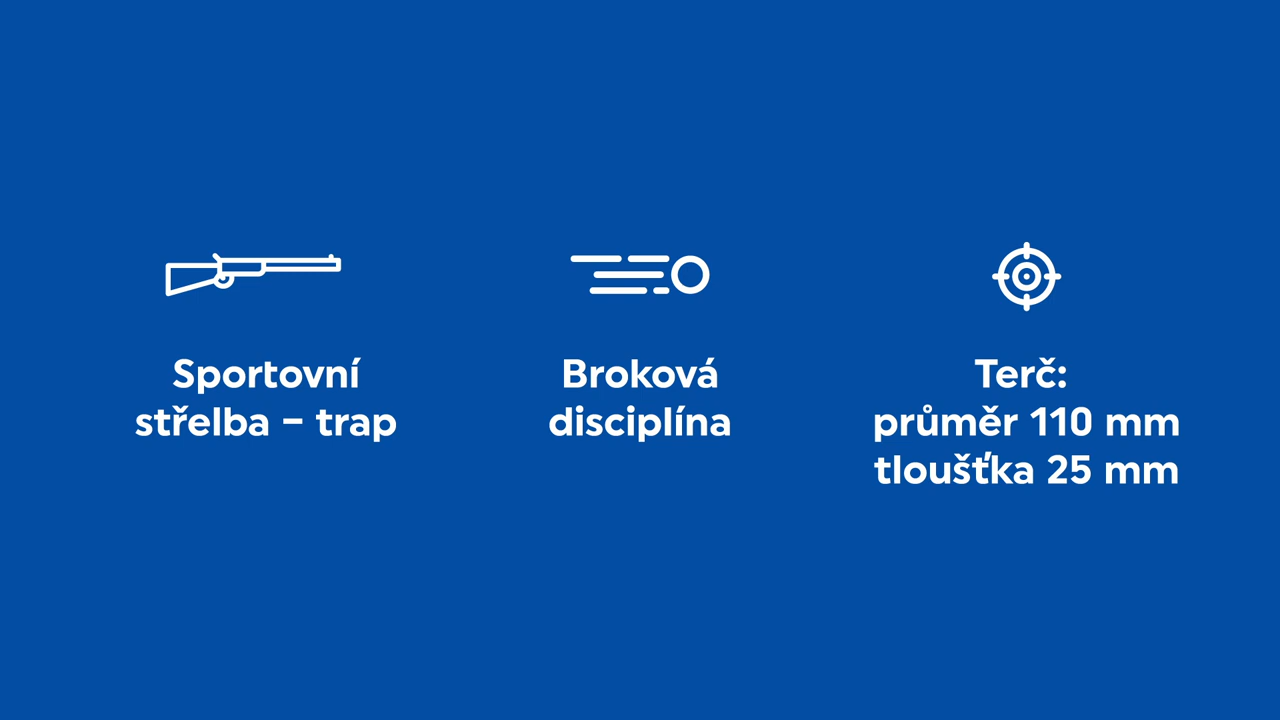 Sportovní
střelba – trap
Broková
disciplína
Terč:
průměr 110 mm
tloušťka 25 mm